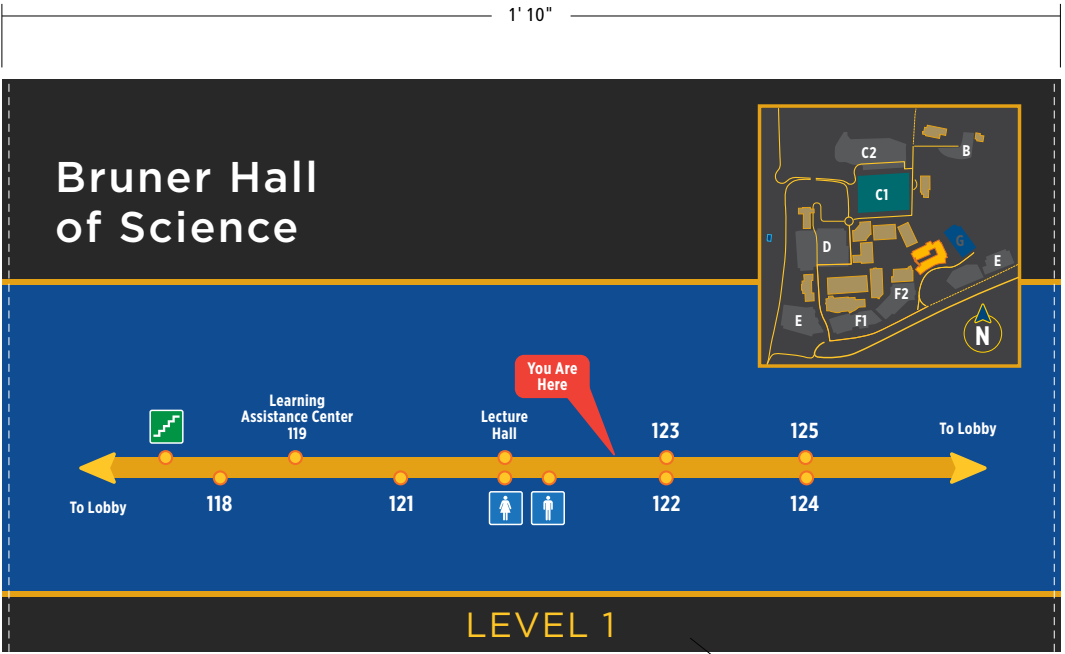 1' 10"
Bruner Hall
of Science
C2
B
C1
D
G
E
F2
E
F1
N
You Are
Here
Learning
Assistance Center
119
Lecture
Hall
123
125
To Lobby
To Lobby
118
121
122
124
LEVEL 1